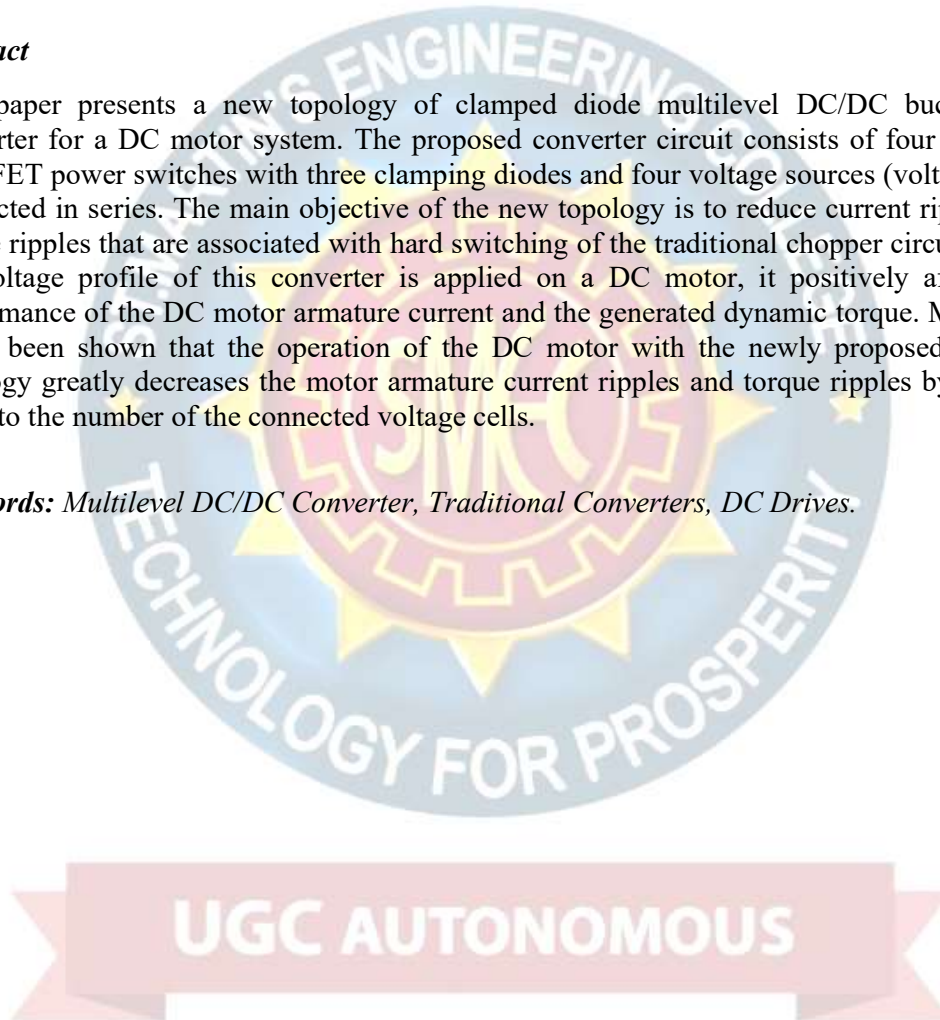 act
paper presents a new topology of clamped diode multilevel DC/DC buc
rter for a DC motor system. The proposed converter circuit consists of four
FET power switches with three clamping diodes and four voltage sources (volt
cted in series. The main objective of the new topology is to reduce current rip
e ripples that are associated with hard switching of the traditional chopper circu
oltage profile of this converter is applied on a DC motor, it positively a
mance of the DC motor armature current and the generated dynamic torque. M
been shown that the operation of the DC motor with the newly proposed
ogy greatly decreases the motor armature current ripples and torque ripples by
to the number of the connected voltage cells.
ords: Multilevel DC/DC Converter, Traditional Converters, DC Drives.
MARTIN'S ENGINEERING COLLEGE
SMEC
TECHNOLOGY FOR PROSPERITY
UGC AUTONOMOUS